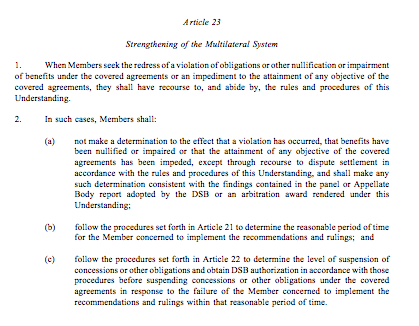 Article 23
Strengthening of the Multilateral System
1. When Members seek the redress of a violation of obligations or other nullification or impairment
of benefits under the covered agreements or an impediment to the attainment of any objective of the
covered agreements, they shall have recourse to, and abide by, the rules and procedures of this
Understanding.
2. In such cases, Members shall:
(a) not make a determination to the effect that a violation has occurred, that benefits have
been nullified or impaired or that the attainment of any objective of the covered
agreements has been impeded, except through recourse to dispute settlement in
accordance with the rules and procedures of this Understanding, and shall make any
such determination consistent with the findings contained in the panel or Appellate
Body report adopted by the DSB or an arbitration award rendered under this
Understanding;
(b) follow the procedures set forth in Article 21 to determine the reasonable period of time
for the Member concerned to implement the recommendations and rulings; and
(c) follow the procedures set forth in Article 22 to determine the level of suspension of
concessions or other obligations and obtain DSB authorization in accordance with those
procedures before suspending concessions or other obligations under the covered
agreements in response to the failure of the Member concerned to implement the
recommendations and rulings within that reasonable period of time.